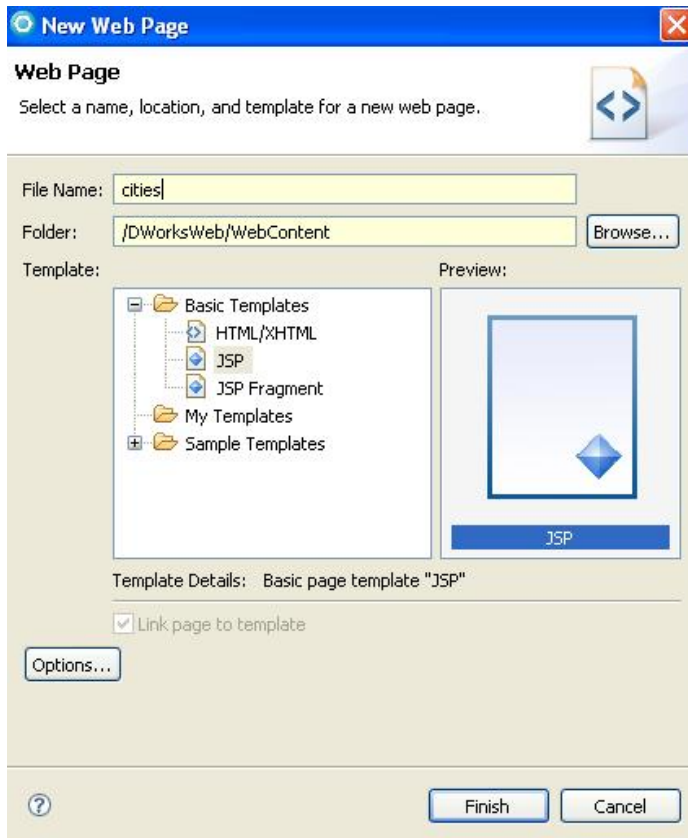 New Web Page
Web Page
Select a name, location, and template for a new web page.
File Name: cities
Folder: /DWorksWeb/WebContent Browse...
Template: Preview:
Basic Templates
HTML/XHTML
JSP
JSP Fragment
My Templates
Sample Templates
JSP
Template Details: Basic page template "JSP"
Link page to template
Options...
Finish Cancel